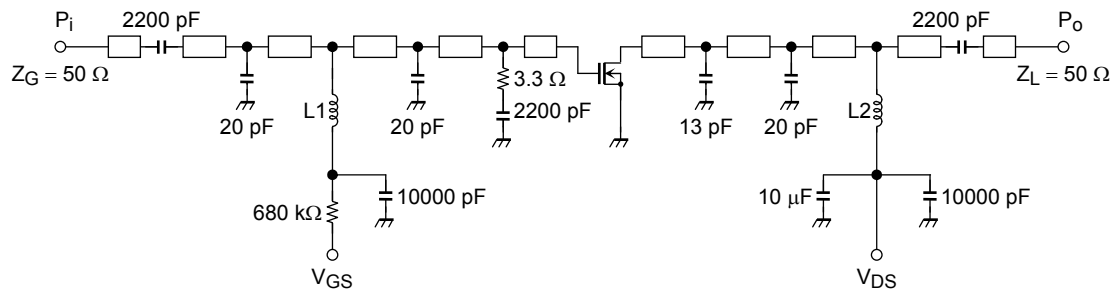 Pi
2200 pF
2200 pF
Po
ZG = 50 Ω
ZL = 50 Ω
3.3 Ω
L1
2200 pF
L2
20 pF
20 pF
13 pF
20 pF
10000 pF
10 μF
10000 pF
680 kΩ
VGS
VDS